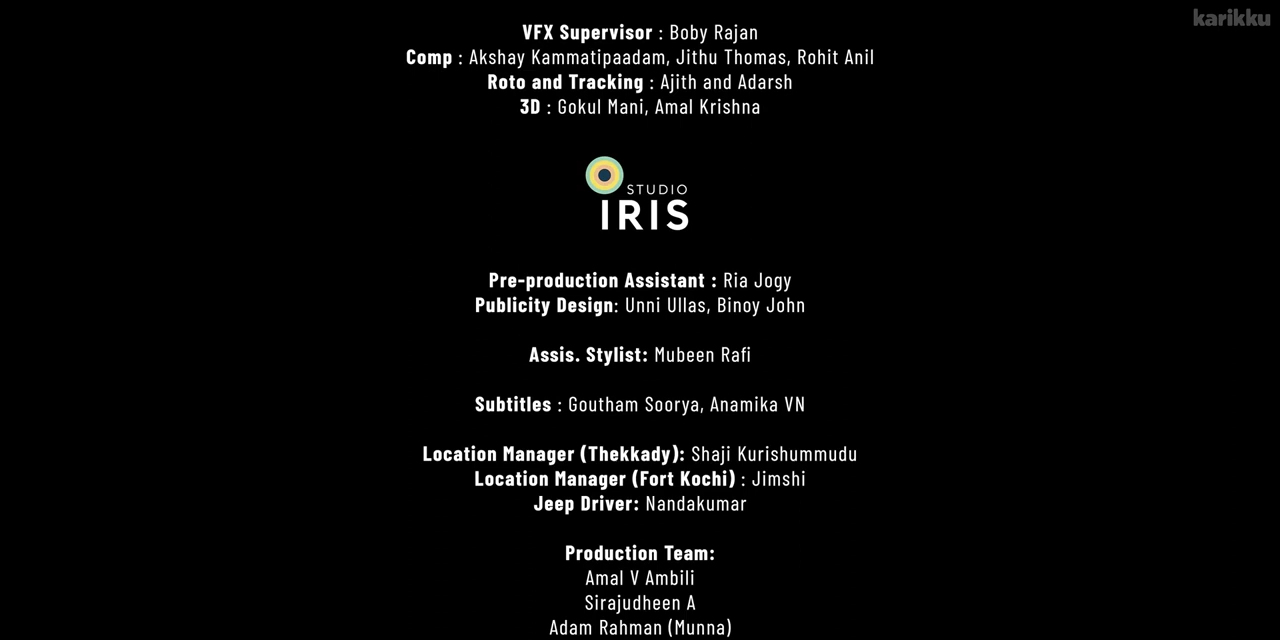 karikku
VFX Supervisor : Boby Rajan
Comp : Akshay Kammatipaadam, Jithu Thomas, Rohit Anil
Roto and Tracking : Ajith and Adarsh
3D : Gokul Mani, Amal Krishna
STUDIO
IRIS
Pre-production Assistant : Ria Jogy
Publicity Design: Unni Ullas, Binoy John
Assis. Stylist: Mubeen Rafi
Subtitles : Goutham Soorya, Anamika VN
Location Manager (Thekkady): Shaji Kurishummudu
Location Manager (Fort Kochi) : Jimshi
Jeep Driver: Nandakumar
Production Team:
Amal V Ambili
Sirajudheen A
Adam Rahman (Munna)